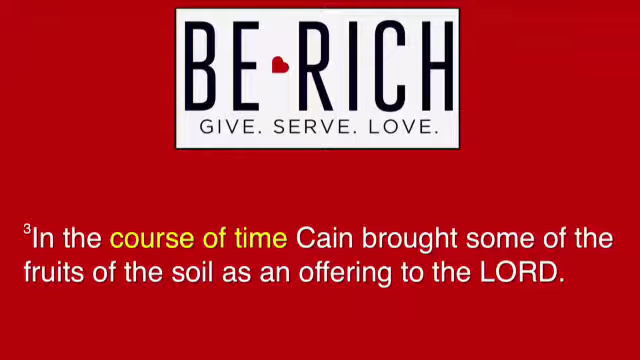 BE RICH
GIVE. SERVE. LOVE.
3In the course of time Cain brought some of the
fruits of the soil as an offering to the LORD.